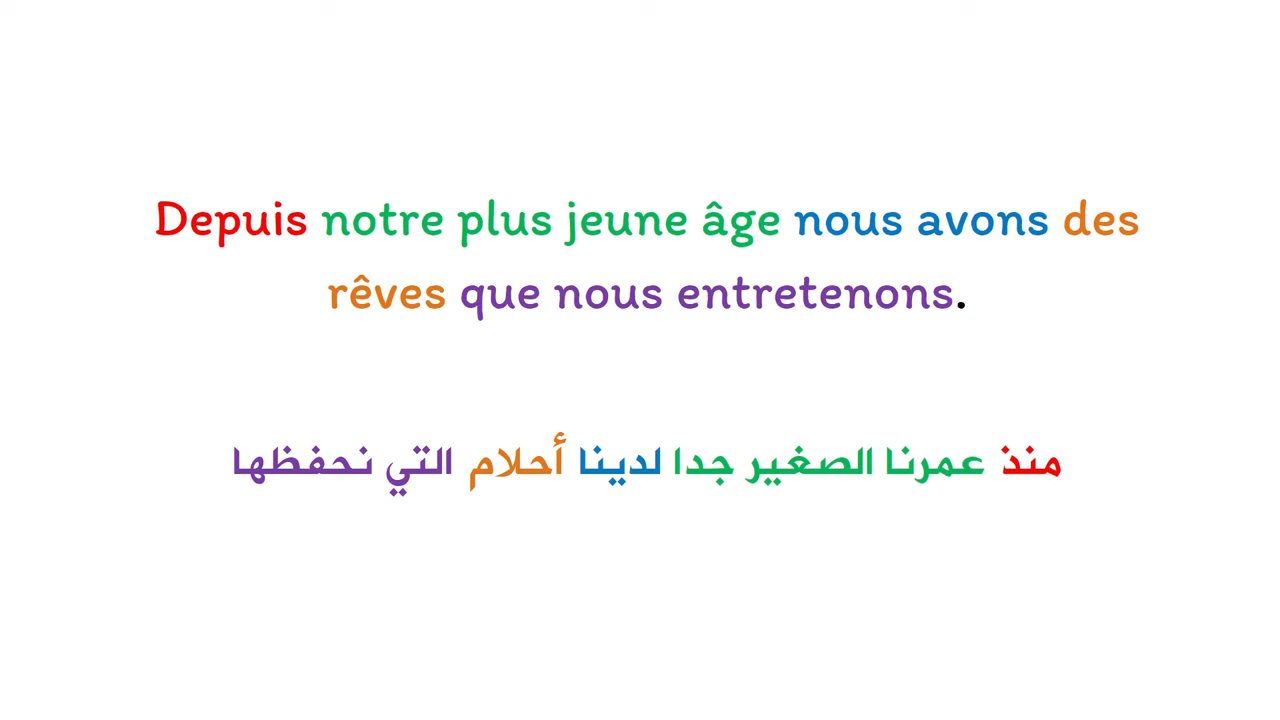 Depuis notre plus jeune âge nous avons des
rêves que nous entretenons.
منذ عمرنا الصغير جدا لدينا أحلام التي نحفظها